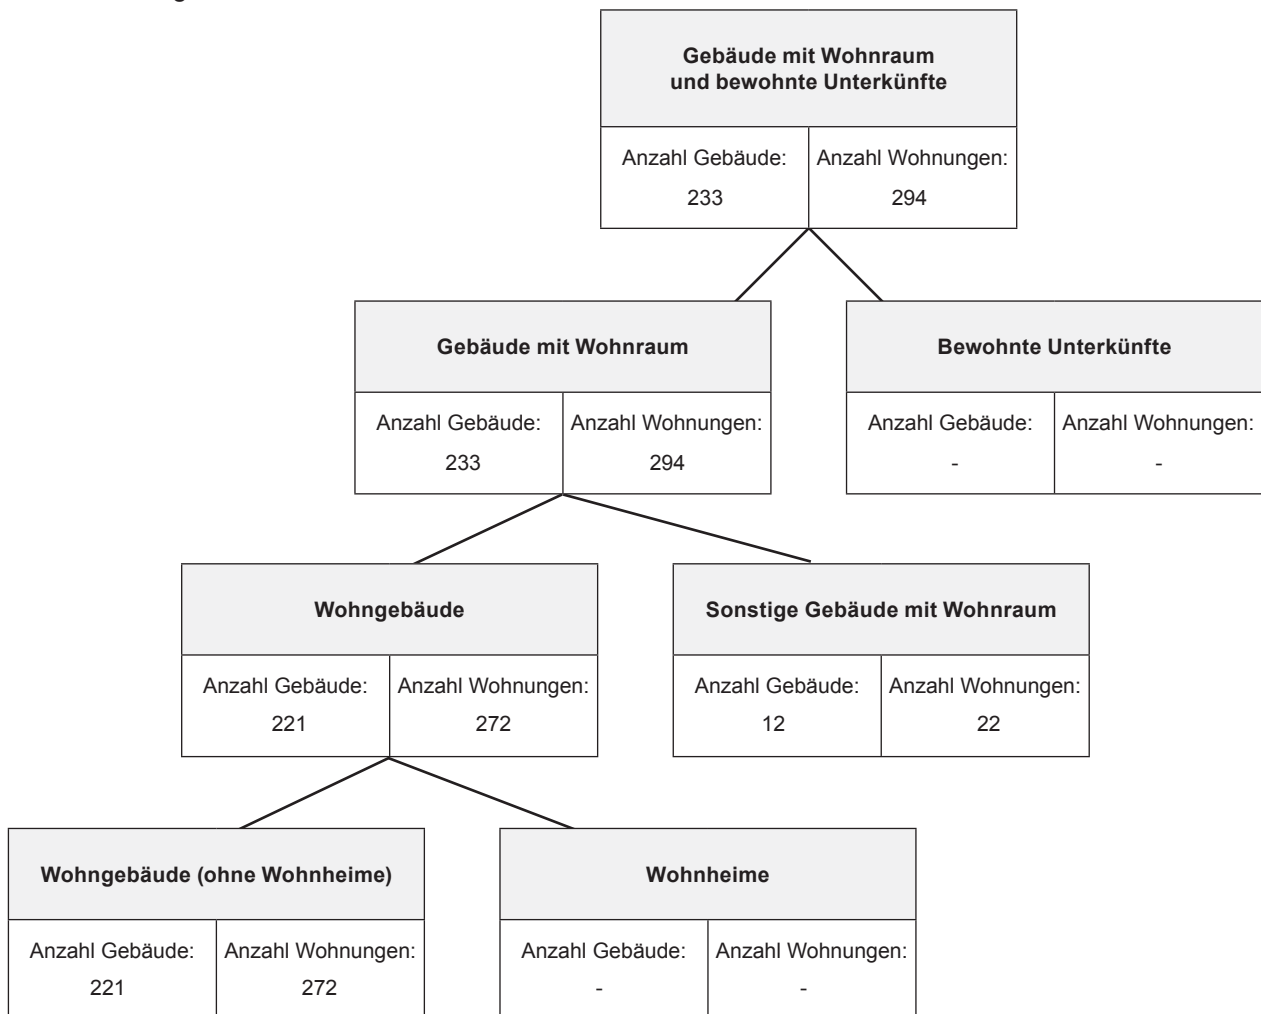 Gebäude mit Wohnraum
und bewohnte Unterkünfte
Anzahl Gebäude: Anzahl Wohnungen:
233 294
Gebäude mit Wohnraum
Anzahl Gebäude: Anzahl Wohnungen:
233 294
Bewohnte Unterkünfte
Anzahl Gebäude: Anzahl Wohnungen:
- -
Wohngebäude
Anzahl Gebäude: Anzahl Wohnungen:
221 272
Sonstige Gebäude mit Wohnraum
Anzahl Gebäude: Anzahl Wohnungen:
12 22
Wohngebäude (ohne Wohnheime)
Anzahl Gebäude: Anzahl Wohnungen:
221 272
Wohnheime
Anzahl Gebäude: Anzahl Wohnungen:
- -